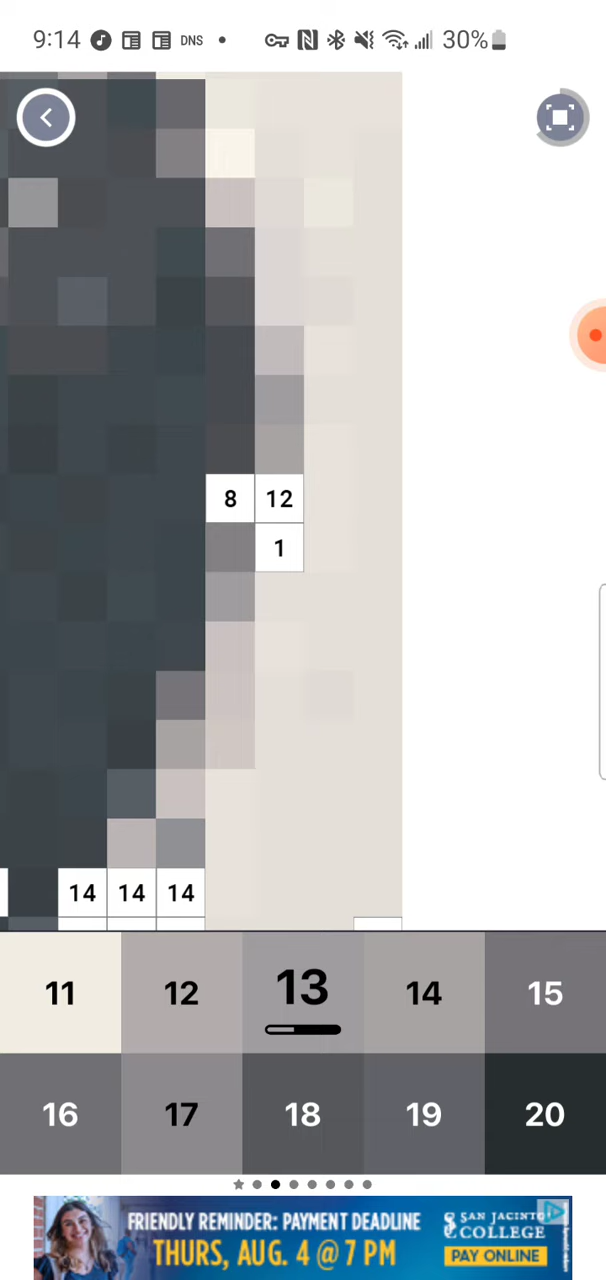 9:14 DNS 30%
8 12
1
14 14 14
11 12 13 14 15
16 17 18 19 20
FRIENDLY REMINDER: PAYMENT DEADLINE
THURS, AUG. 4 @ 7 PM
SAN JACINTO
COLLEGE
PAY ONLINE